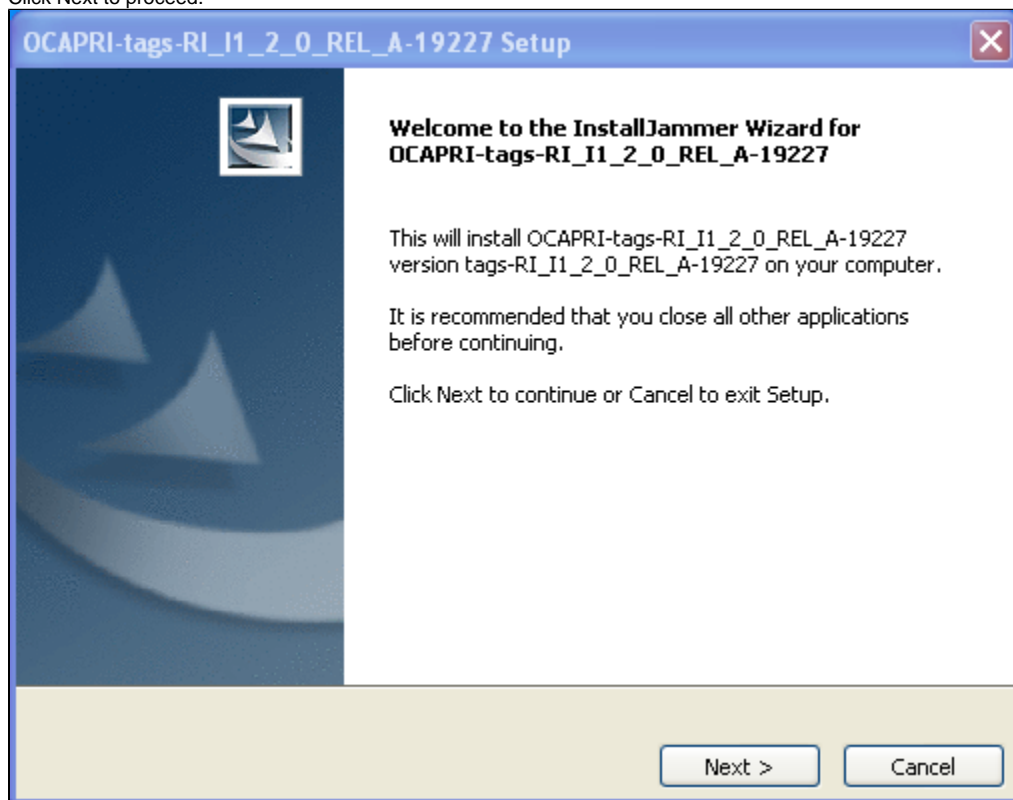 Click Next to proceed.
OCAPRI-tags-RI_I1_2_0_REL_A-19227 Setup
Welcome to the InstallJammer Wizard for
OCAPRI-tags-RI_I1_2_0_REL_A-19227
This will install OCAPRI-tags-RI_I1_2_0_REL_A-19227
version tags-RI_I1_2_0_REL_A-19227 on your computer.
It is recommended that you close all other applications
before continuing.
Click Next to continue or Cancel to exit Setup.
Next >
Cancel